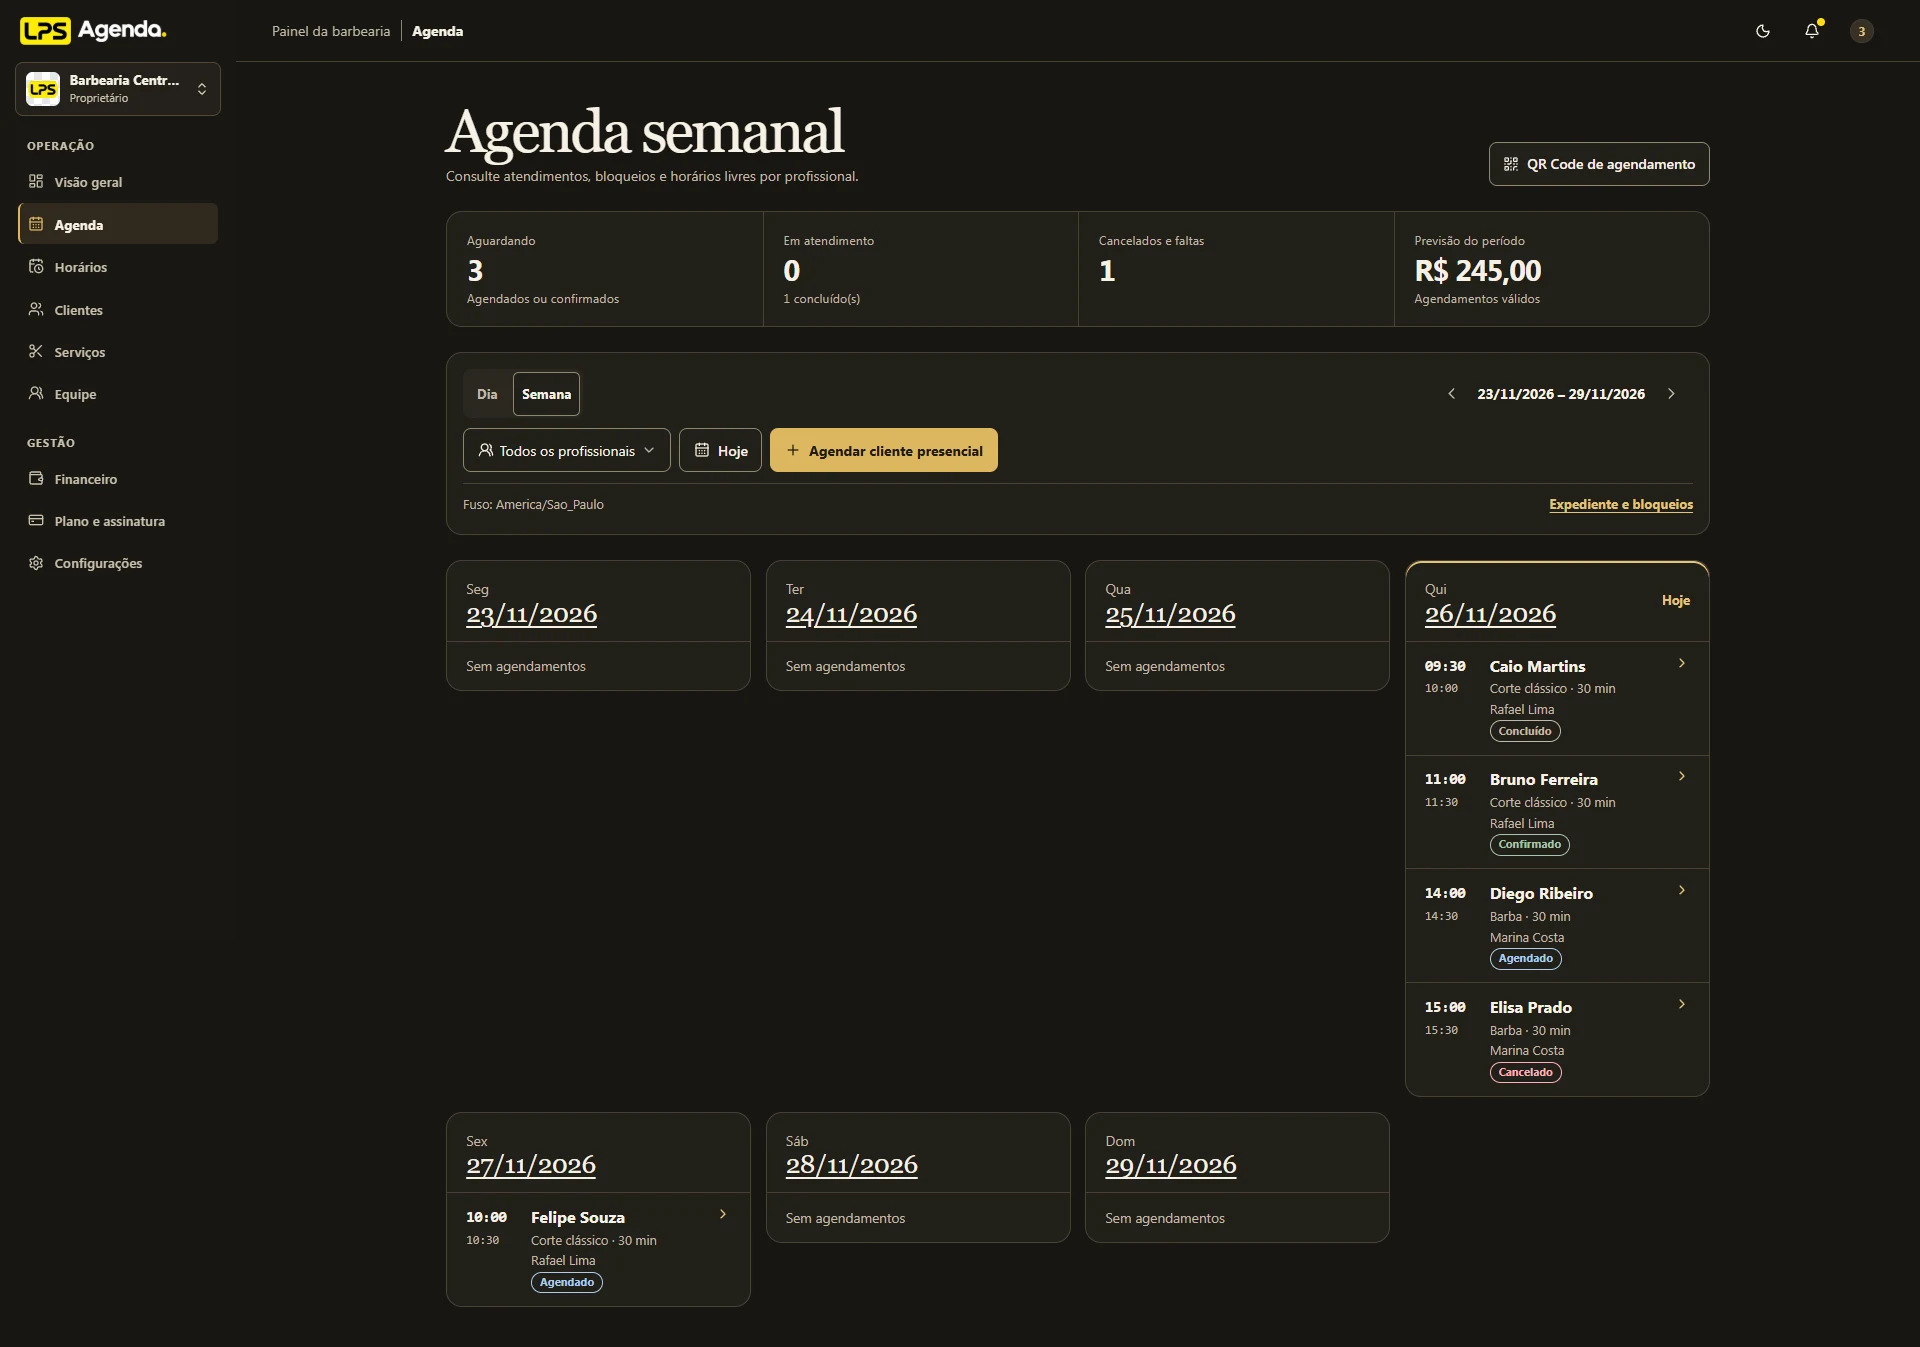 LPS Agenda.
Painel da barbearia
Agenda
3
LPS
Barbearia Centr...
Proprietário
OPERAÇÃO
Visão geral
Agenda
Horários
Clientes
Serviços
Equipe
GESTÃO
Financeiro
Plano e assinatura
Configurações
Agenda semanal
Consulte atendimentos, bloqueios e horários livres por profissional.
QR Code de agendamento
Aguardando
3
Agendados ou confirmados
Em atendimento
0
1 concluído(s)
Cancelados e faltas
1
Previsão do período
R$ 245,00
Agendamentos válidos
Dia
Semana
23/11/2026 – 29/11/2026
Todos os profissionais
Hoje
Agendar cliente presencial
Fuso: America/Sao_Paulo
Expediente e bloqueios
Seg
23/11/2026
Sem agendamentos
Ter
24/11/2026
Sem agendamentos
Qua
25/11/2026
Sem agendamentos
Qui
26/11/2026
Hoje
09:30 Caio Martins
10:00 Corte clássico · 30 min
Rafael Lima
Concluído
11:00 Bruno Ferreira
11:30 Corte clássico · 30 min
Rafael Lima
Confirmado
14:00 Diego Ribeiro
14:30 Barba · 30 min
Marina Costa
Agendado
15:00 Elisa Prado
15:30 Barba · 30 min
Marina Costa
Cancelado
Sex
27/11/2026
10:00 Felipe Souza
10:30 Corte clássico · 30 min
Rafael Lima
Agendado
Sáb
28/11/2026
Sem agendamentos
Dom
29/11/2026
Sem agendamentos